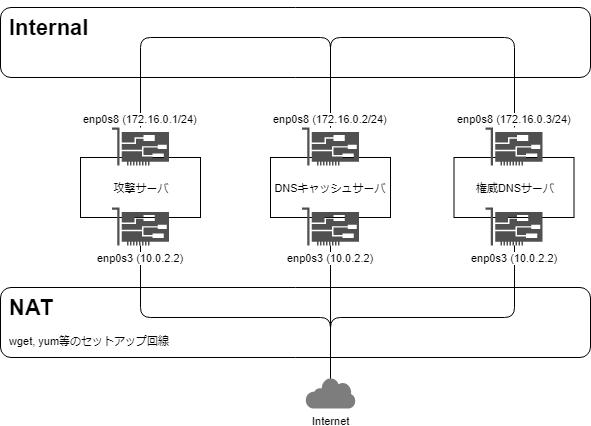 Internal
enp0s8 (172.16.0.1/24)
enp0s8 (172.16.0.2/24)
enp0s8 (172.16.0.3/24)
攻撃サーバ
DNSキャッシュサーバ
権威DNSサーバ
enp0s3 (10.0.2.2)
enp0s3 (10.0.2.2)
enp0s3 (10.0.2.2)
NAT
wget, yum等のセットアップ回線
Internet